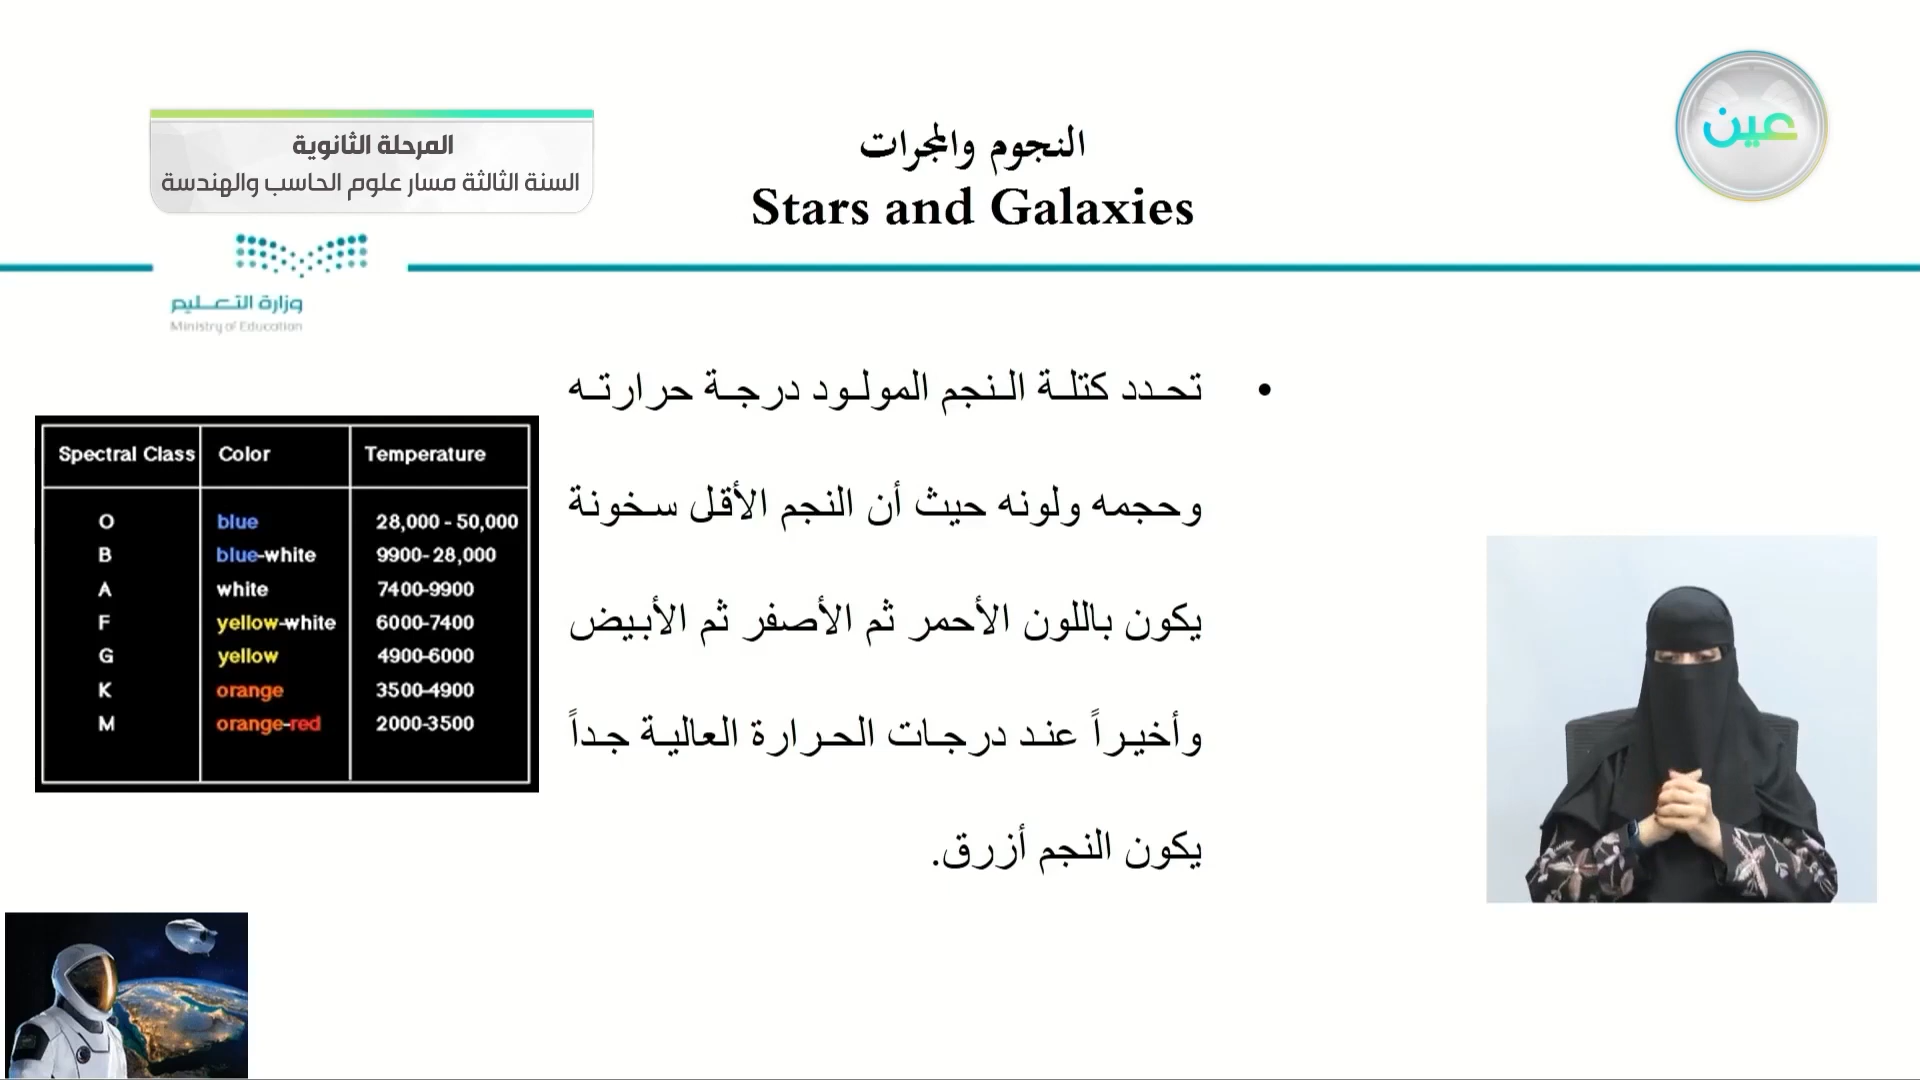 المرحلة الثانوية
السنة الثالثة مسار علوم الحاسب والهندسة
النجوم والمجرات
Stars and Galaxies
عين
وزارة التعليم
Ministry of Education
• تحدد كتلة النجم المولود درجة حرارته
وحجمه ولونه حيث أن النجم الأقل سخونة
يكون باللون الأحمر ثم الأصفر ثم الأبيض
وأخيراً عند درجات الحرارة العالية جداً
يكون النجم أزرق.
Spectral Class Color Temperature
O blue 28,000 - 50,000
B blue-white 9900- 28,000
A white 7400-9900
F yellow-white 6000-7400
G yellow 4900-6000
K orange 3500-4900
M orange-red 2000-3500